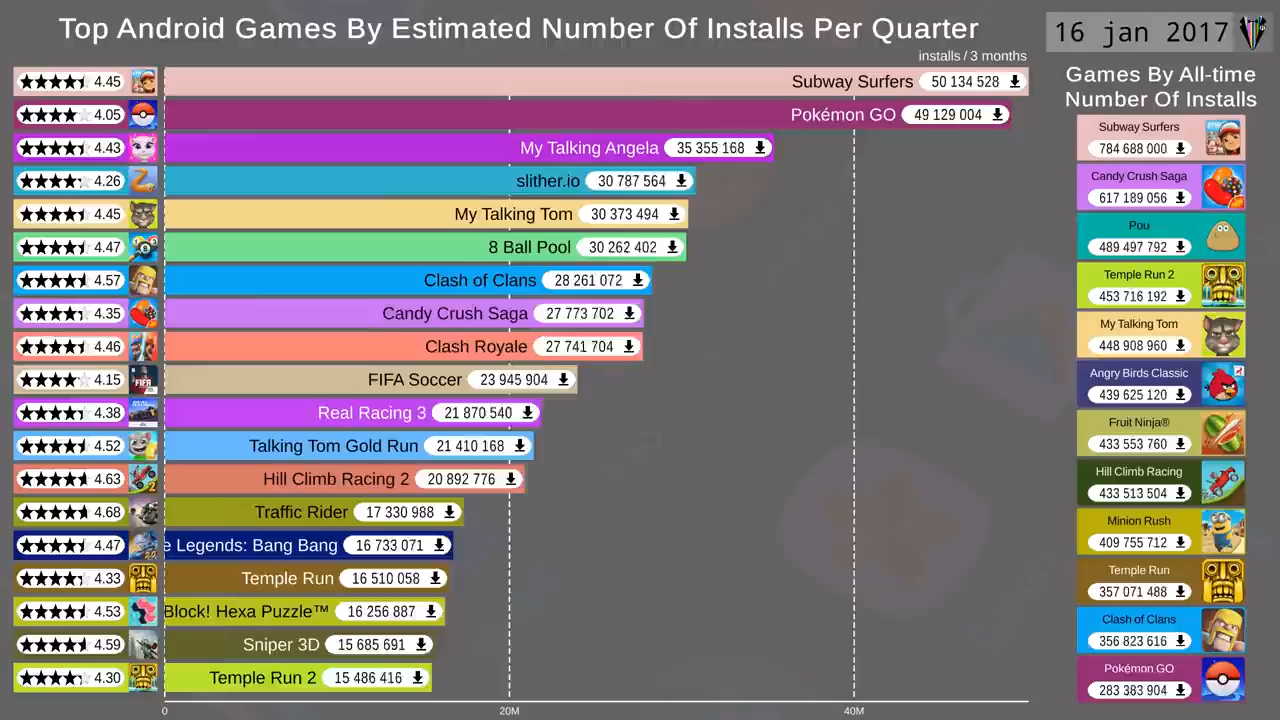 Top Android Games By Estimated Number Of Installs Per Quarter
16 jan 2017
installs / 3 months
4.45 Subway Surfers 50 134 528
4.05 Pokémon GO 49 129 004
4.43 My Talking Angela 35 355 168
4.26 slither.io 30 787 564
4.45 My Talking Tom 30 373 494
4.47 8 Ball Pool 30 262 402
4.57 Clash of Clans 28 261 072
4.35 Candy Crush Saga 27 773 702
4.46 Clash Royale 27 741 704
4.15 FIFA Soccer 23 945 904
4.38 Real Racing 3 21 870 540
4.52 Talking Tom Gold Run 21 410 168
4.63 Hill Climb Racing 2 20 892 776
4.68 Traffic Rider 17 330 988
4.47 e Legends: Bang Bang 16 733 071
4.33 Temple Run 16 510 058
4.53 Block! Hexa Puzzle™ 16 256 887
4.59 Sniper 3D 15 685 691
4.30 Temple Run 2 15 486 416
0 20M 40M
Games By All-time
Number Of Installs
Subway Surfers
784 688 000
Candy Crush Saga
617 189 056
Pou
489 497 792
Temple Run 2
453 716 192
My Talking Tom
448 908 960
Angry Birds Classic
439 625 120
Fruit Ninja®
433 553 760
Hill Climb Racing
433 513 504
Minion Rush
409 755 712
Temple Run
357 071 488
Clash of Clans
356 823 616
Pokémon GO
283 383 904